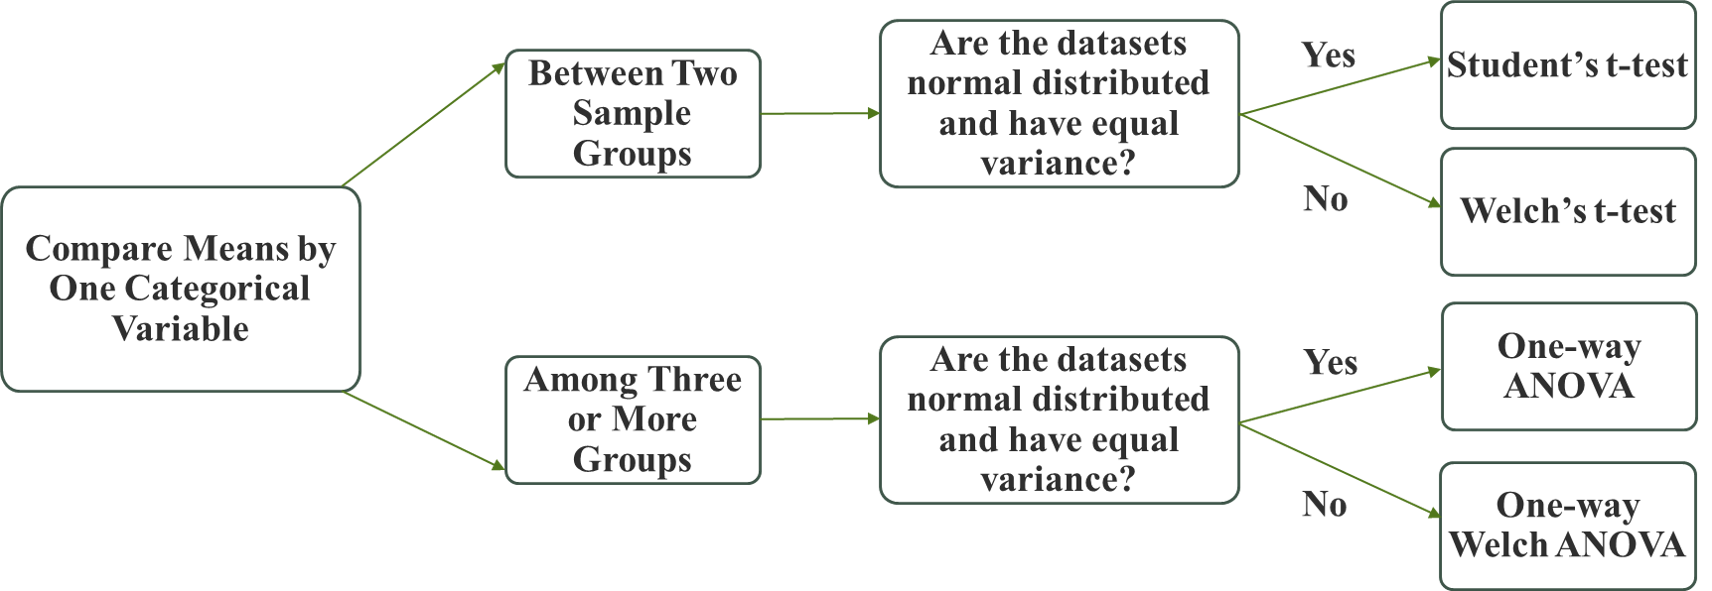 Compare Means by
One Categorical
Variable
Between Two
Sample
Groups
Are the datasets
normal distributed
and have equal
variance?
Yes
Student’s t-test
No
Welch’s t-test
Among Three
or More
Groups
Are the datasets
normal distributed
and have equal
variance?
Yes
One-way
ANOVA
No
One-way
Welch ANOVA